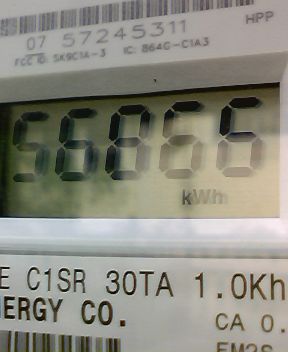 07 57245311
HPP
FCC ID: SK9C1A-3 IC: 864G-C1A3
56866
kWh
E C1SR 30TA 1.0Kh
ERGY CO.
CA 0.